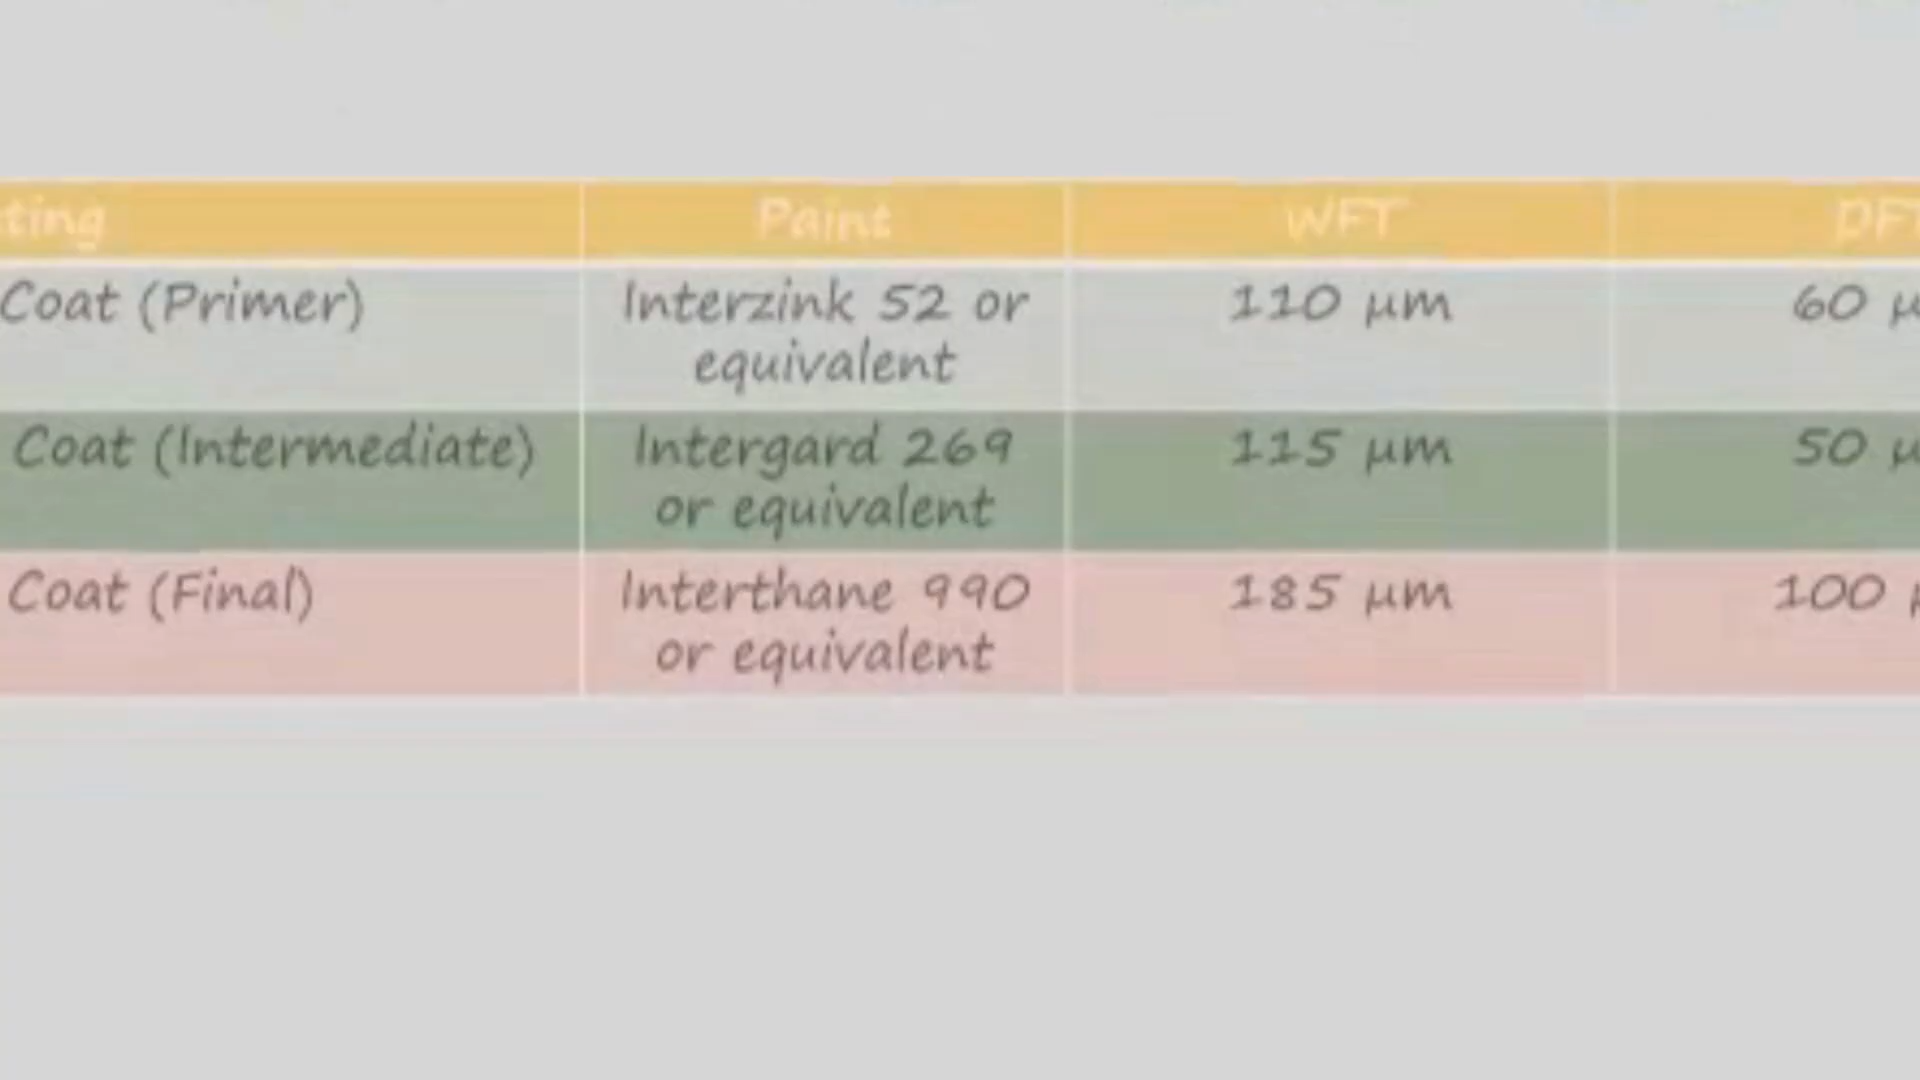 ting Paint WFT DFT
Coat (Primer) Interzink 52 or 110 µm 60 µ
equivalent
Coat (Intermediate) Intergard 269 115 µm 50 µ
or equivalent
Coat (Final) Interthane 990 185 µm 100 µ
or equivalent